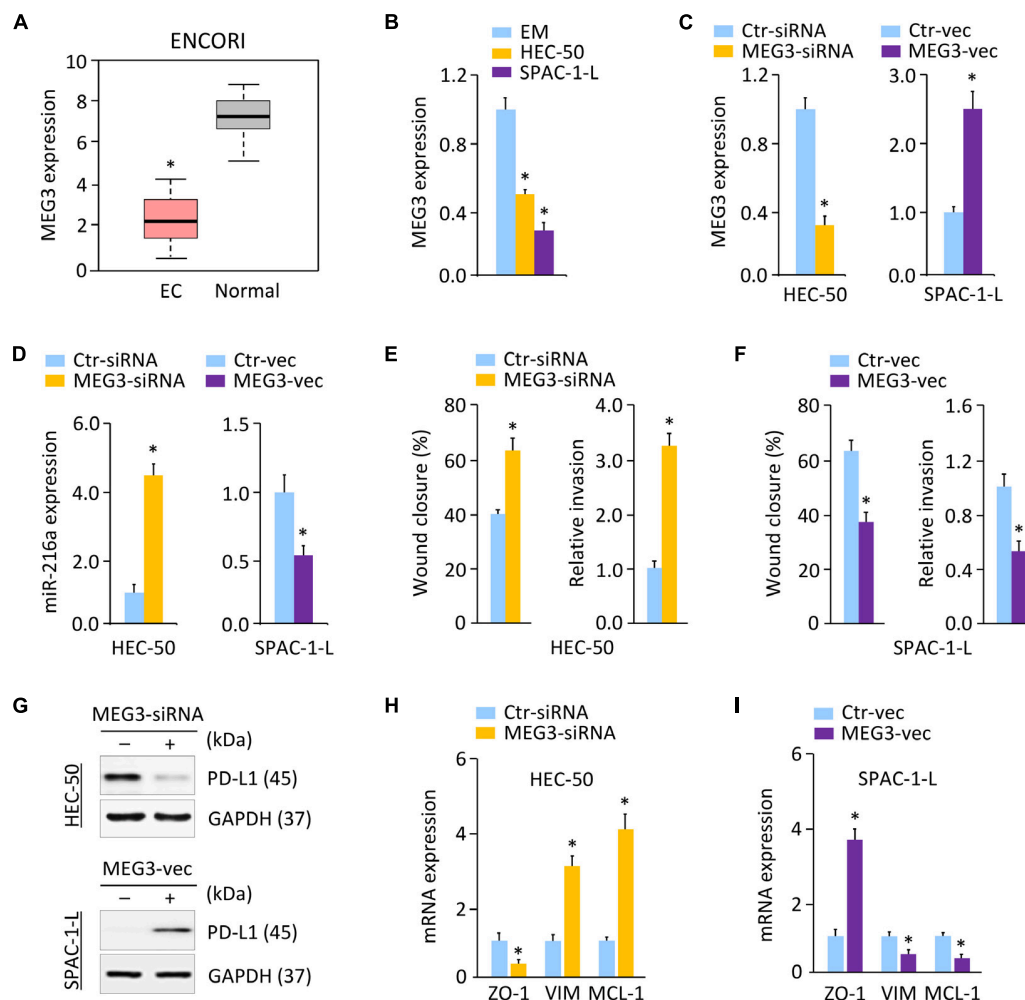 A
ENCORI
MEG3 expression
10
8
6
4
2
0
*
EC Normal
B
EM
HEC-50
SPAC-1-L
MEG3 expression
1.2
0.8
0.4
0.0
* *
C
Ctr-siRNA
MEG3-siRNA
Ctr-vec
MEG3-vec
MEG3 expression
1.2
0.8
0.4
0.0
*
HEC-50
3.0
2.0
1.0
0.0
*
SPAC-1-L
D
Ctr-siRNA
MEG3-siRNA
Ctr-vec
MEG3-vec
miR-216a expression
6.0
4.0
2.0
0.0
*
HEC-50
1.5
1.0
0.5
0.0
*
SPAC-1-L
E
Ctr-siRNA
MEG3-siRNA
Wound closure (%)
80
60
40
20
0
*
Relative invasion
4.0
3.0
2.0
1.0
0.0
*
HEC-50
F
Ctr-vec
MEG3-vec
Wound closure (%)
80
60
40
20
0
*
Relative invasion
1.6
1.2
0.8
0.4
0.0
*
SPAC-1-L
G
MEG3-siRNA
– + (kDa)
HEC-50
PD-L1 (45)
GAPDH (37)
MEG3-vec
– + (kDa)
SPAC-1-L
PD-L1 (45)
GAPDH (37)
H
Ctr-siRNA
MEG3-siRNA
HEC-50
mRNA expression
6
4
2
0
* * *
ZO-1 VIM MCL-1
I
Ctr-vec
MEG3-vec
SPAC-1-L
mRNA expression
6
4
2
0
* * *
ZO-1 VIM MCL-1